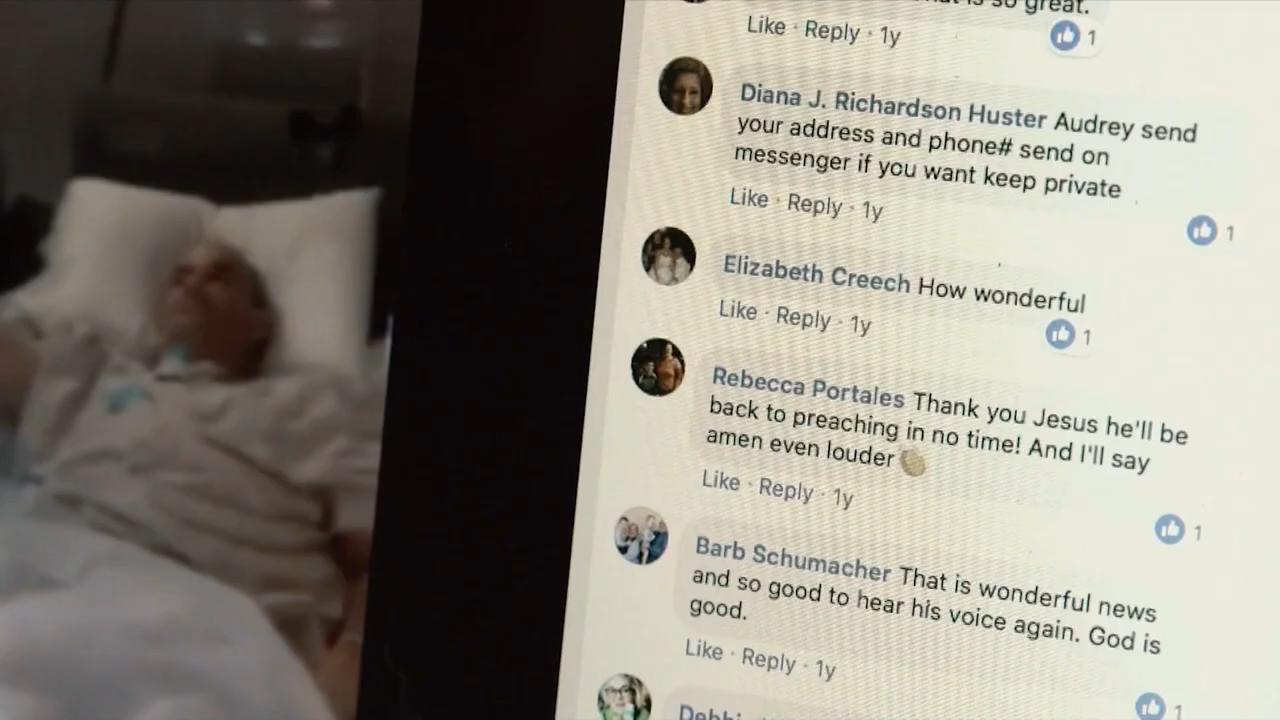 is so great.
Like · Reply · 1y
1
Diana J. Richardson Huster Audrey send
your address and phone# send on
messenger if you want keep private
Like · Reply · 1y
1
Elizabeth Creech How wonderful
Like · Reply · 1y
1
Rebecca Portales Thank you Jesus he'll be
back to preaching in no time! And I'll say
amen even louder
Like · Reply · 1y
1
Barb Schumacher That is wonderful news
and so good to hear his voice again. God is
good.
Like · Reply · 1y
1